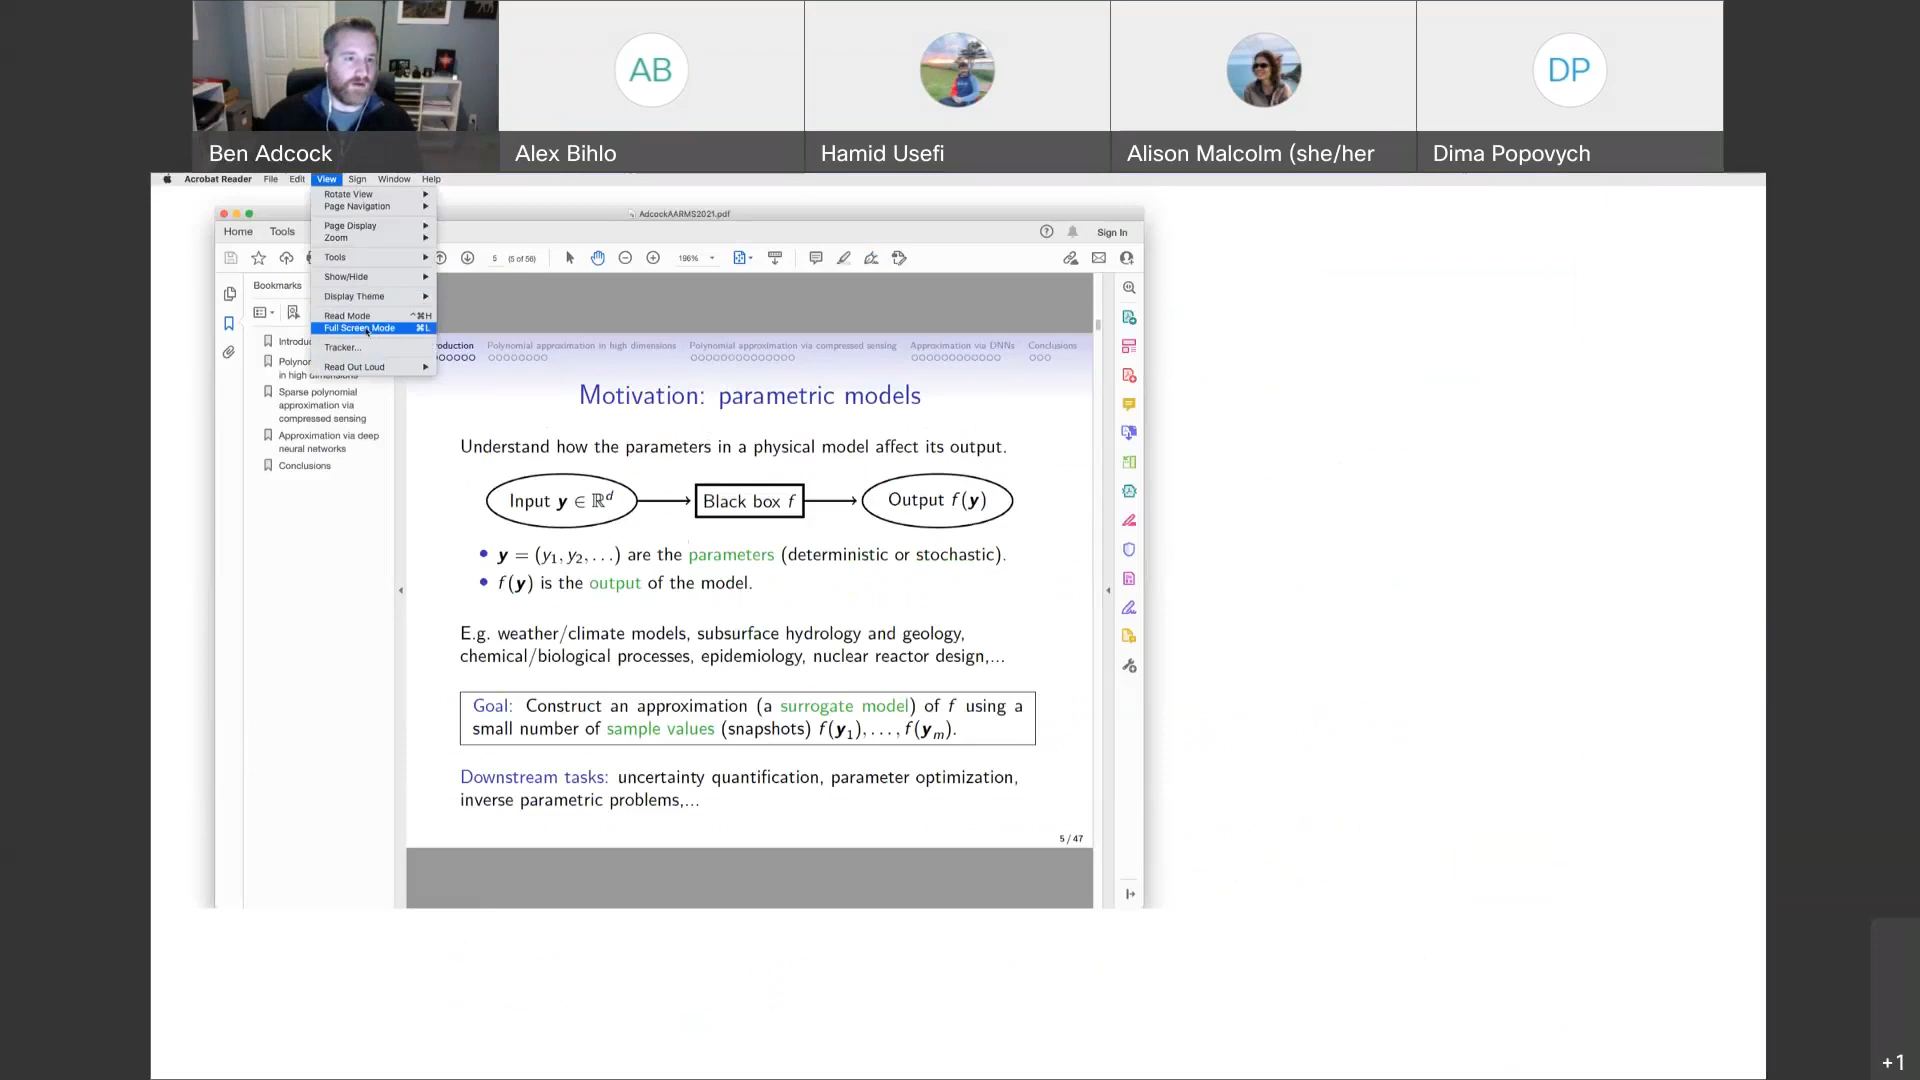 AB
DP
Ben Adcock
Alex Bihlo
Hamid Usefi
Alison Malcolm (she/her
Dima Popovych
Acrobat Reader File Edit View Sign Window Help
Rotate View
Page Navigation
Page Display
Zoom
Tools
Show/Hide
Display Theme
Read Mode ^⌘H
Full Screen Mode ⌘L
Tracker...
Read Out Loud
AdcockAARMS2021.pdf
Home Tools
Sign In
5 (5 of 56)
196%
Bookmarks
Introdu
Polynor
in high dimensions
Sparse polynomial
approximation via
compressed sensing
Approximation via deep
neural networks
Conclusions
oduction Polynomial approximation in high dimensions Polynomial approximation via compressed sensing Approximation via DNNs Conclusions
Motivation: parametric models
Understand how the parameters in a physical model affect its output.
Input y ∈ ℝᵈ
Black box f
Output f(y)
• y = (y₁, y₂, . . .) are the parameters (deterministic or stochastic).
• f(y) is the output of the model.
E.g. weather/climate models, subsurface hydrology and geology,
chemical/biological processes, epidemiology, nuclear reactor design,...
Goal: Construct an approximation (a surrogate model) of f using a
small number of sample values (snapshots) f(y₁), . . . , f(yₘ).
Downstream tasks: uncertainty quantification, parameter optimization,
inverse parametric problems,...
5 / 47
+1